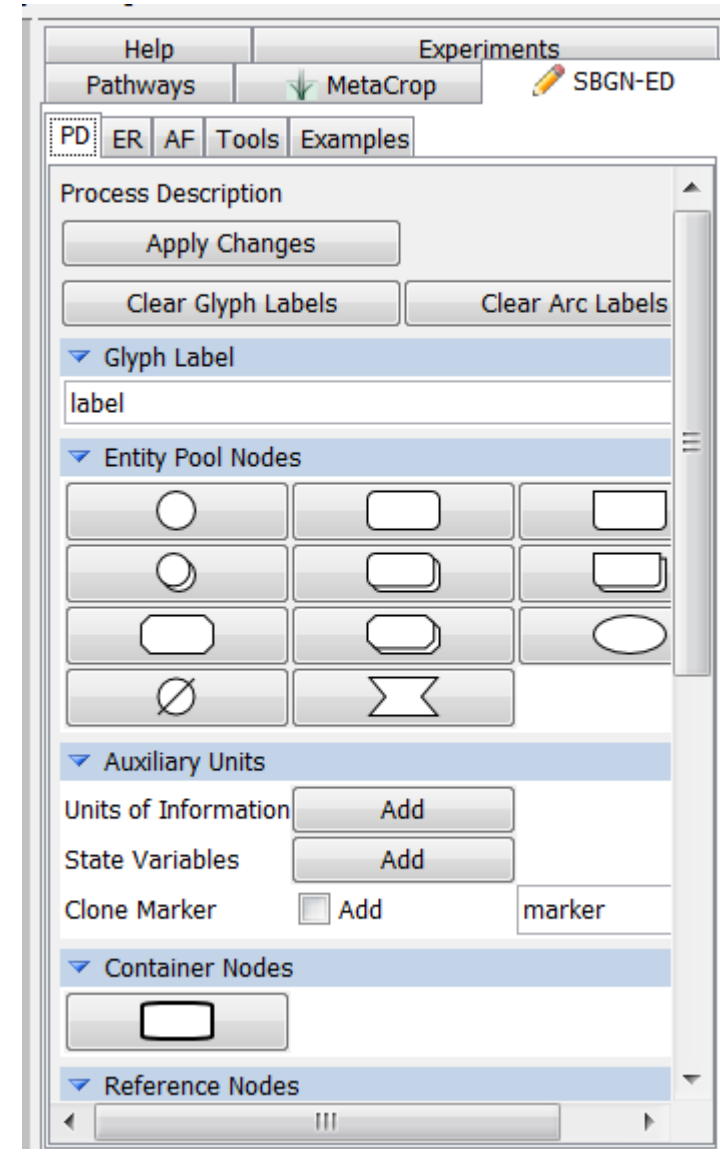 Help Experiments
Pathways MetaCrop SBGN-ED
PD ER AF Tools Examples
Process Description
Apply Changes
Clear Glyph Labels Clear Arc Labels
Glyph Label
label
Entity Pool Nodes
Auxiliary Units
Units of Information Add
State Variables Add
Clone Marker Add marker
Container Nodes
Reference Nodes